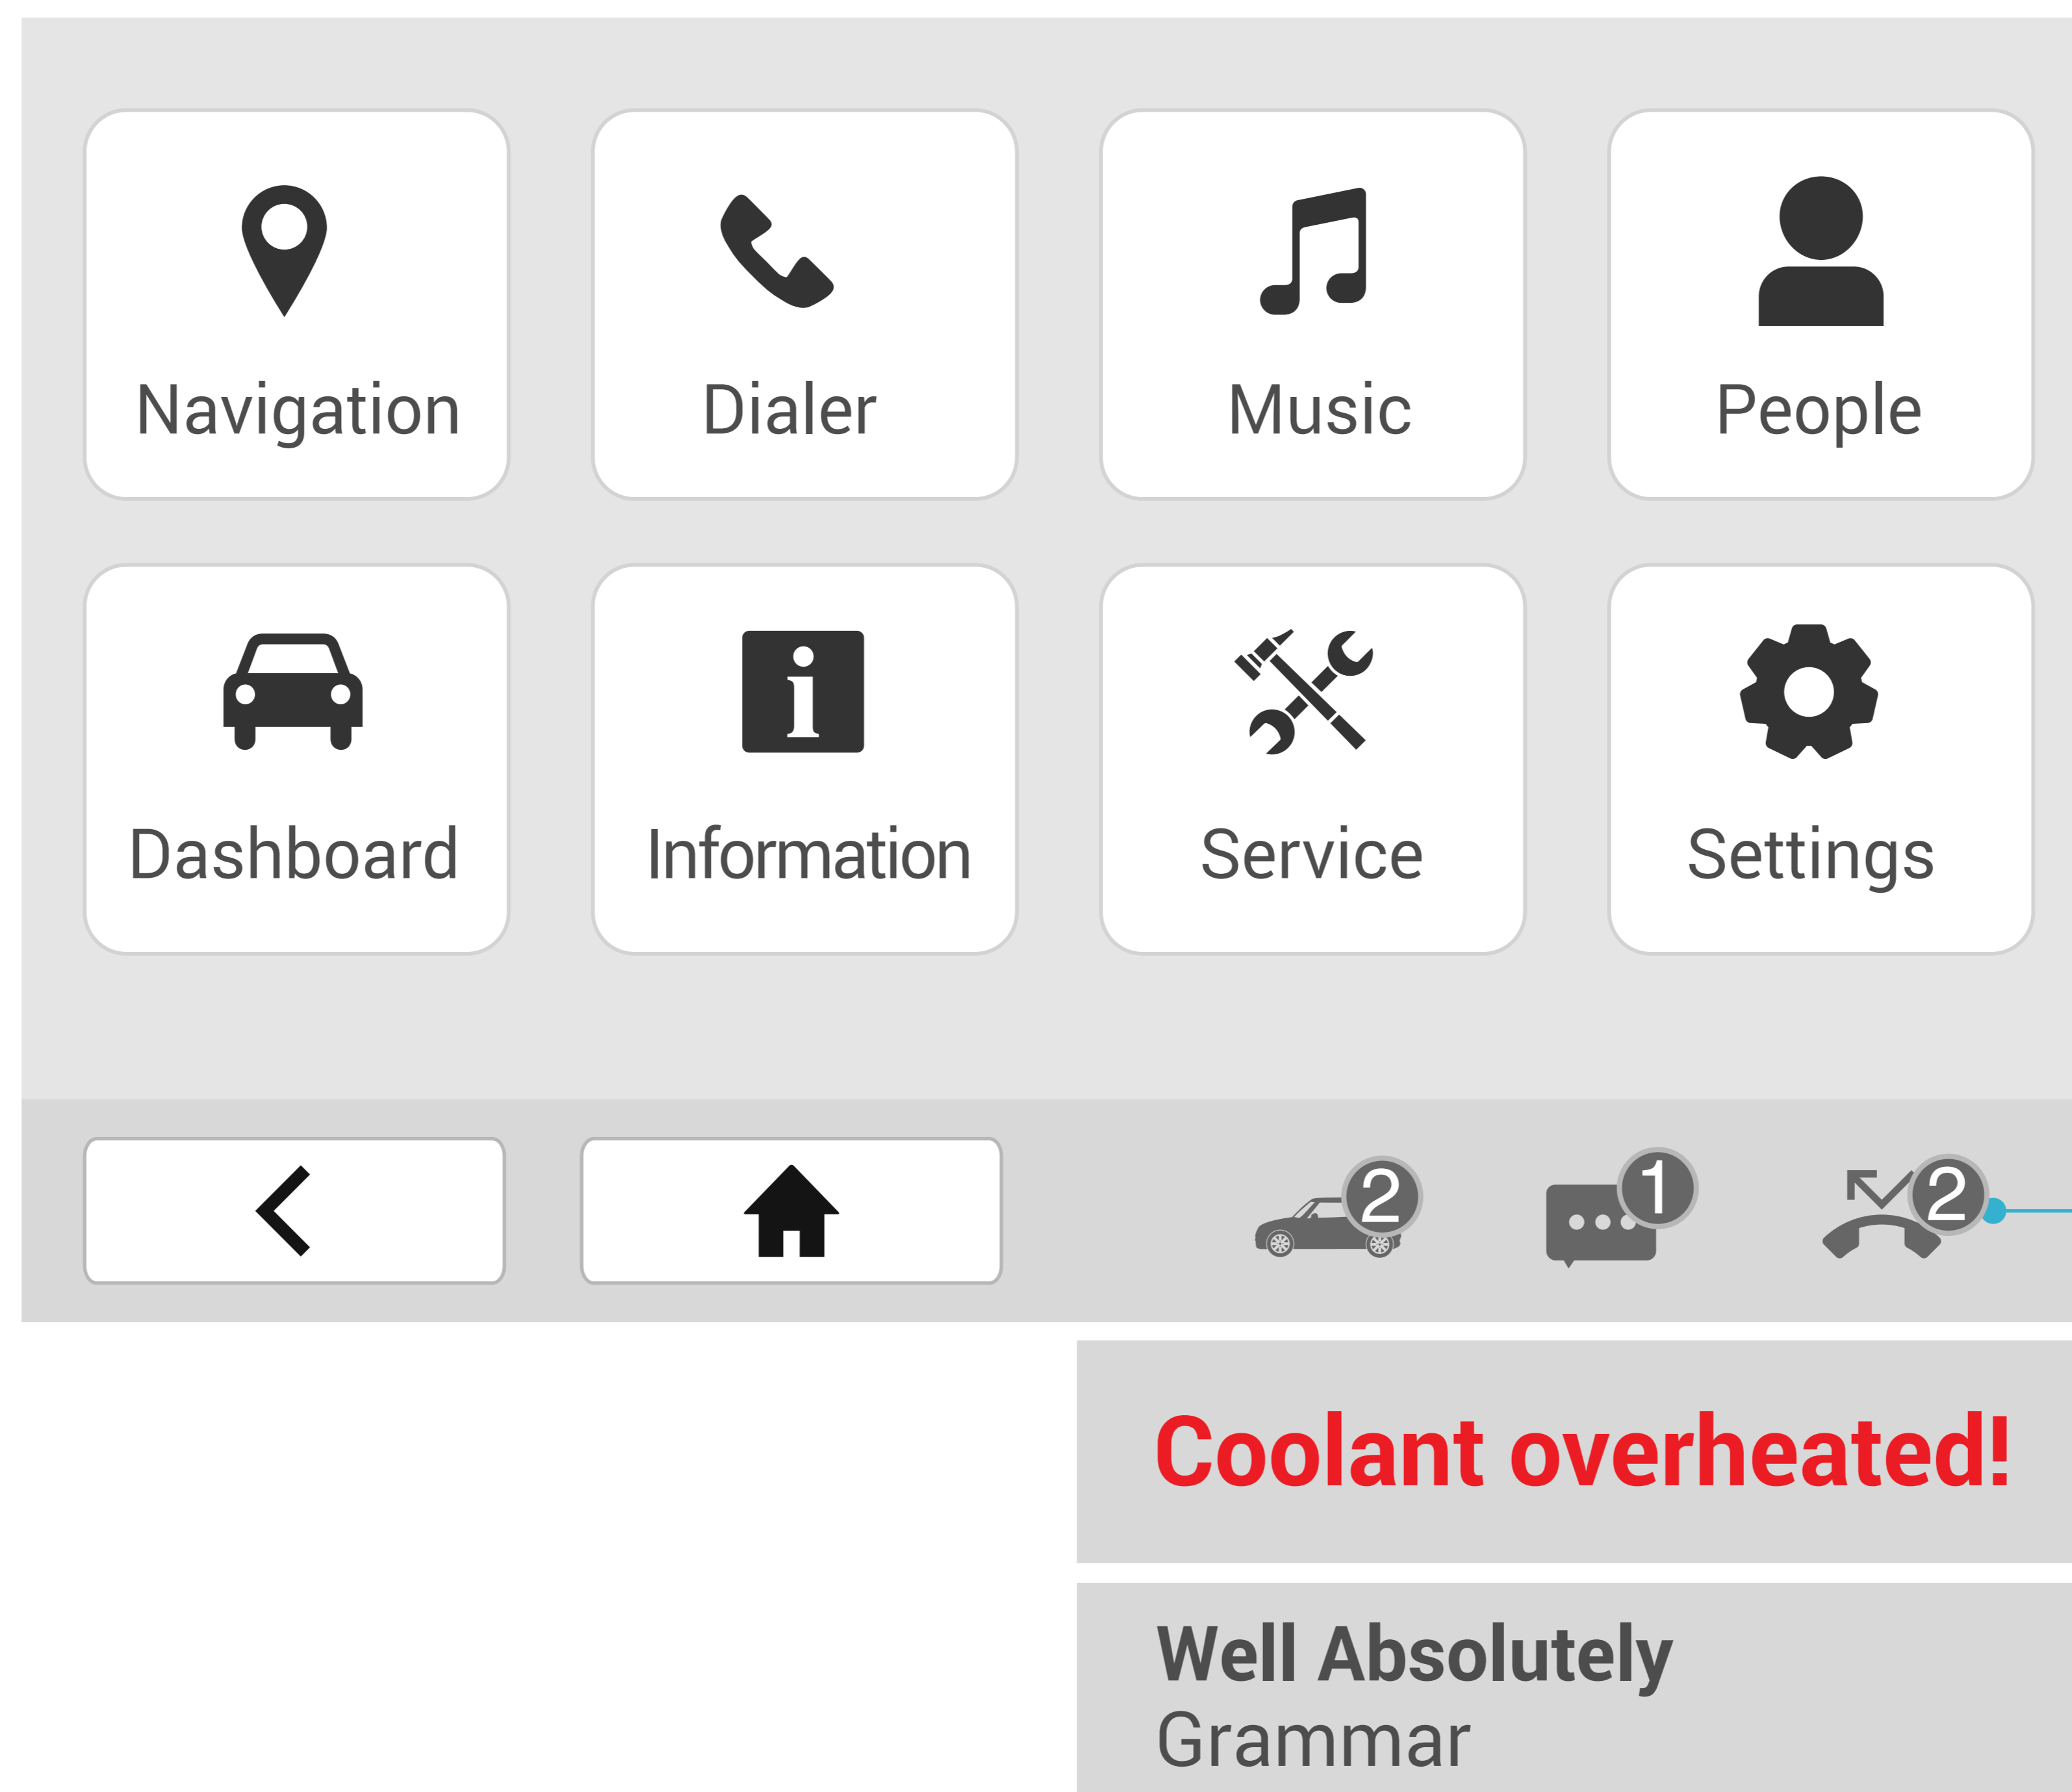 Navigation
Dialer
Music
People
Dashboard
Information
Service
Settings
2
1
2
Coolant overheated!
Well Absolutely
Grammar